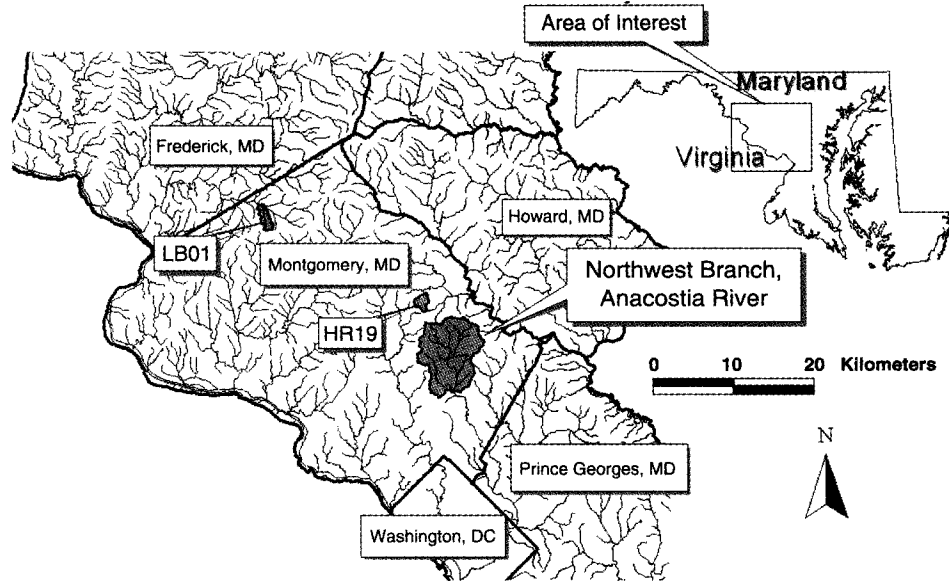 Area of Interest
Maryland
Virginia
Frederick, MD
Howard, MD
LB01
Montgomery, MD
Northwest Branch,
Anacostia River
HR19
0 10 20 Kilometers
N
Prince Georges, MD
Washington, DC